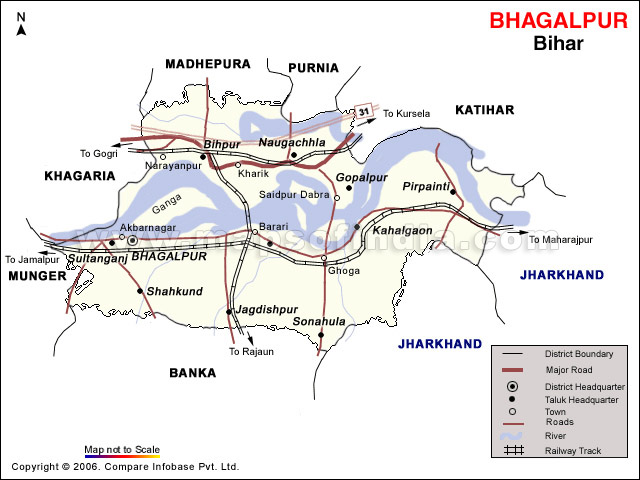 N
BHAGALPUR
Bihar
MADHEPURA
PURNIA
KATIHAR
31
To Kursela
To Gogri
Bihpur
Naugachhla
Narayanpur
Kharik
KHAGARIA
Gopalpur
Pirpainti
Saidpur Dabra
Ganga
Akbarnagar
Barari
Kahalgaon
www.mapsofindia.com
To Maharajpur
To Jamalpur
Sultanganj
BHAGALPUR
Ghoga
MUNGER
JHARKHAND
Shahkund
Jagdishpur
Sonahula
To Rajaun
JHARKHAND
BANKA
District Boundary
Major Road
District Headquarter
Taluk Headquarter
Town
Roads
River
Railway Track
Map not to Scale
Copyright © 2006. Compare Infobase Pvt. Ltd.